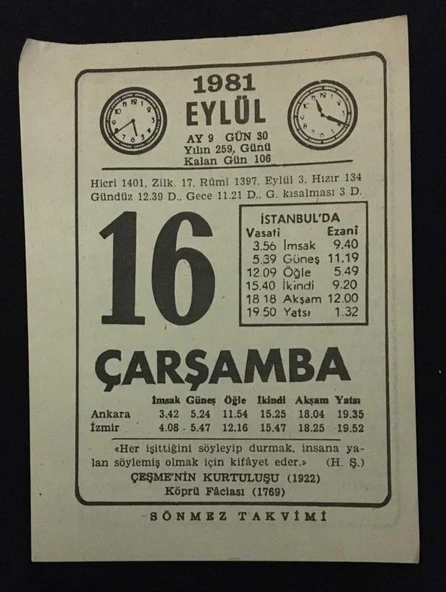 1981
EYLÜL
AY 9 GÜN 30
Yılın 259, Günü
Kalan Gün 106
Hicri 1401, Zilk. 17, Rûmi 1397, Eylül 3, Hızır 134
Gündüz 12.39 D., Gece 11.21 D., G. kısalması 3 D.
16
İSTANBUL'DA
Vasati Ezani
3.56 İmsak 9.40
5.39 Güneş 11.19
12.09 Öğle 5.49
15.40 İkindi 9.20
18 18 Akşam 12.00
19.50 Yatsı 1.32
ÇARŞAMBA
İmsak Güneş Öğle İkindi Akşam Yatsı
Ankara 3.42 5.24 11.54 15.25 18.04 19.35
İzmir 4.08 - 5.47 12.16 15.47 18.25 19.52
«Her işittiğini söyleyip durmak, insana ya-
lan söylemiş olmak için kifâyet eder.» (H. Ş.)
ÇEŞME'NİN KURTULUŞU (1922)
Köprü Fâciası (1769)
SÖNMEZ TAKVİMİ